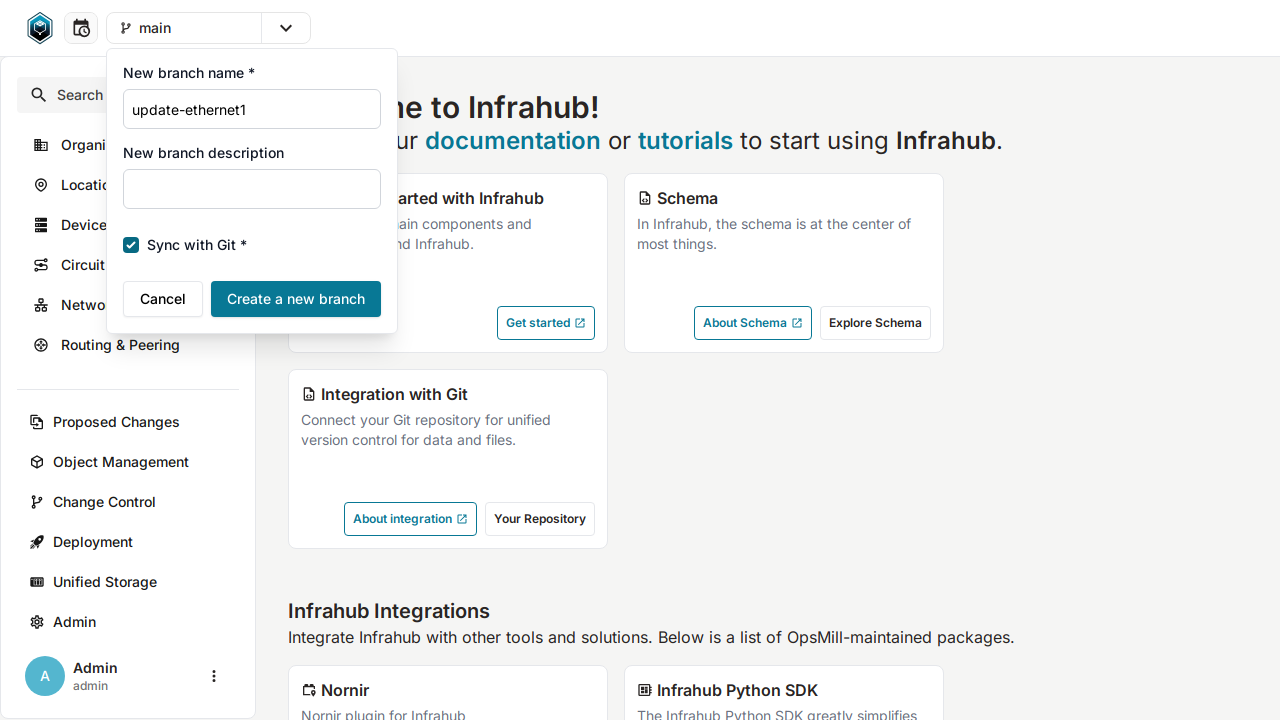 main
New branch name *
update-ethernet1
New branch description
Sync with Git *
Cancel
Create a new branch
Search
Organi
Locatio
Device
Circuit
Netwo
Routing & Peering
Proposed Changes
Object Management
Change Control
Deployment
Unified Storage
Admin
A
Admin
admin
ne to Infrahub!
ur documentation or tutorials to start using Infrahub.
arted with Infrahub
ain components and
nd Infrahub.
Get started
Schema
In Infrahub, the schema is at the center of
most things.
About Schema
Explore Schema
Integration with Git
Connect your Git repository for unified
version control for data and files.
About integration
Your Repository
Infrahub Integrations
Integrate Infrahub with other tools and solutions. Below is a list of OpsMill-maintained packages.
Nornir
Nornir plugin for Infrahub
Infrahub Python SDK
The Infrahub Python SDK greatly simplifies